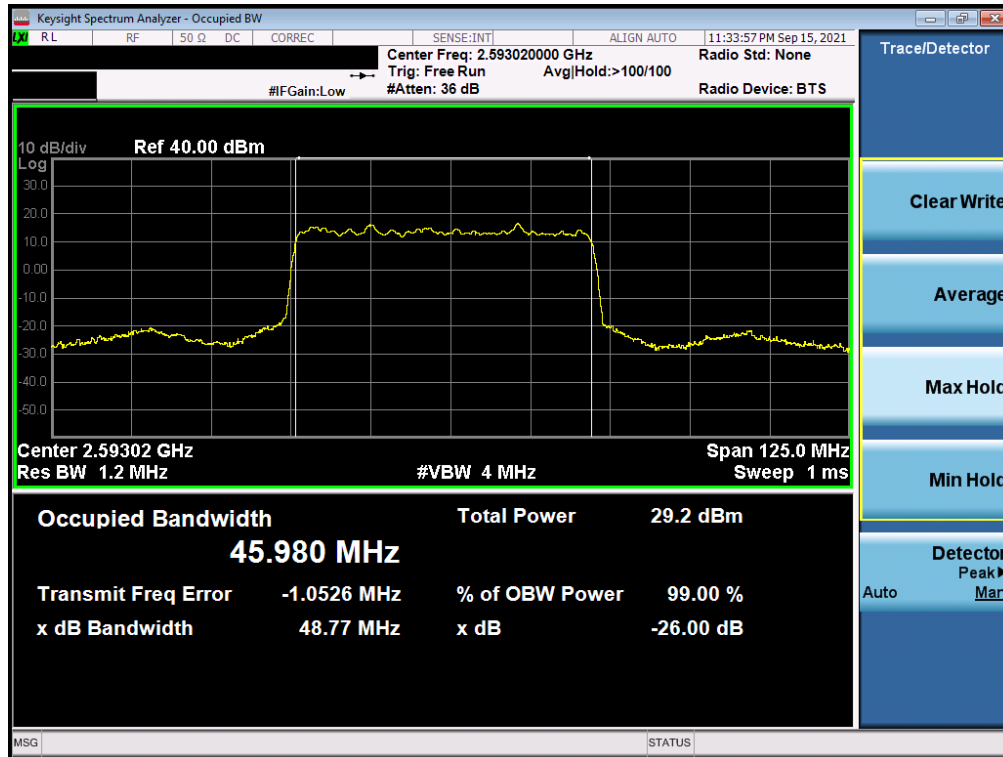 Keysight Spectrum Analyzer - Occupied BW
LXI RL RF 50 Ω DC CORREC SENSE:INT ALIGN AUTO 11:33:57 PM Sep 15, 2021
Center Freq: 2.593020000 GHz Radio Std: None
Trig: Free Run Avg|Hold:>100/100
#IFGain:Low #Atten: 36 dB Radio Device: BTS
10 dB/div Ref 40.00 dBm
Log
30.0
20.0
10.0
0.00
-10.0
-20.0
-30.0
-40.0
-50.0
Center 2.59302 GHz Span 125.0 MHz
Res BW 1.2 MHz #VBW 4 MHz Sweep 1 ms
Occupied Bandwidth Total Power 29.2 dBm
45.980 MHz
Transmit Freq Error -1.0526 MHz % of OBW Power 99.00 %
x dB Bandwidth 48.77 MHz x dB -26.00 dB
MSG STATUS
Trace/Detector
Clear Write
Average
Max Hold
Min Hold
Detector
Peak▶
Auto Man